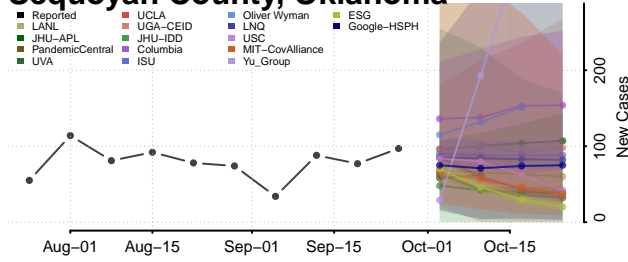 Sequoyah County, Oklahoma
Reported
LANL
JHU−APL
PandemicCentral
UVA
UCLA
UGA−CEID
JHU−IDD
Columbia
ISU
Oliver Wyman
LNQ
USC
MIT−CovAlliance
Yu_Group
ESG
Google−HSPH
0
100
200
New Cases
Aug−01
Aug−15
Sep−01
Sep−15
Oct−01
Oct−15